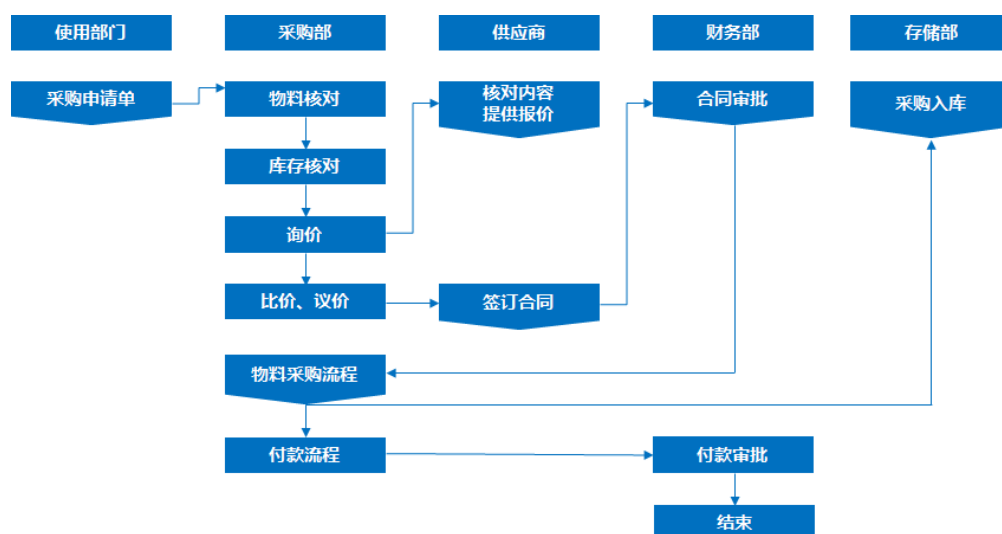 使用部门
采购部
供应商
财务部
存储部
采购申请单
物料核对
核对内容
提供报价
合同审批
采购入库
库存核对
询价
比价、议价
签订合同
物料采购流程
付款流程
付款审批
结束